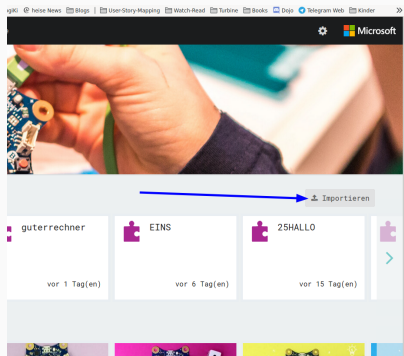 heise News Blogs | User-Story-Mapping Watch-Read Turbine Books Dojo Telegram Web Kinder »
Microsoft
Importieren
guterrechner EINS 25HALLO
vor 1 Tag(en) vor 6 Tag(en) vor 15 Tag(en)